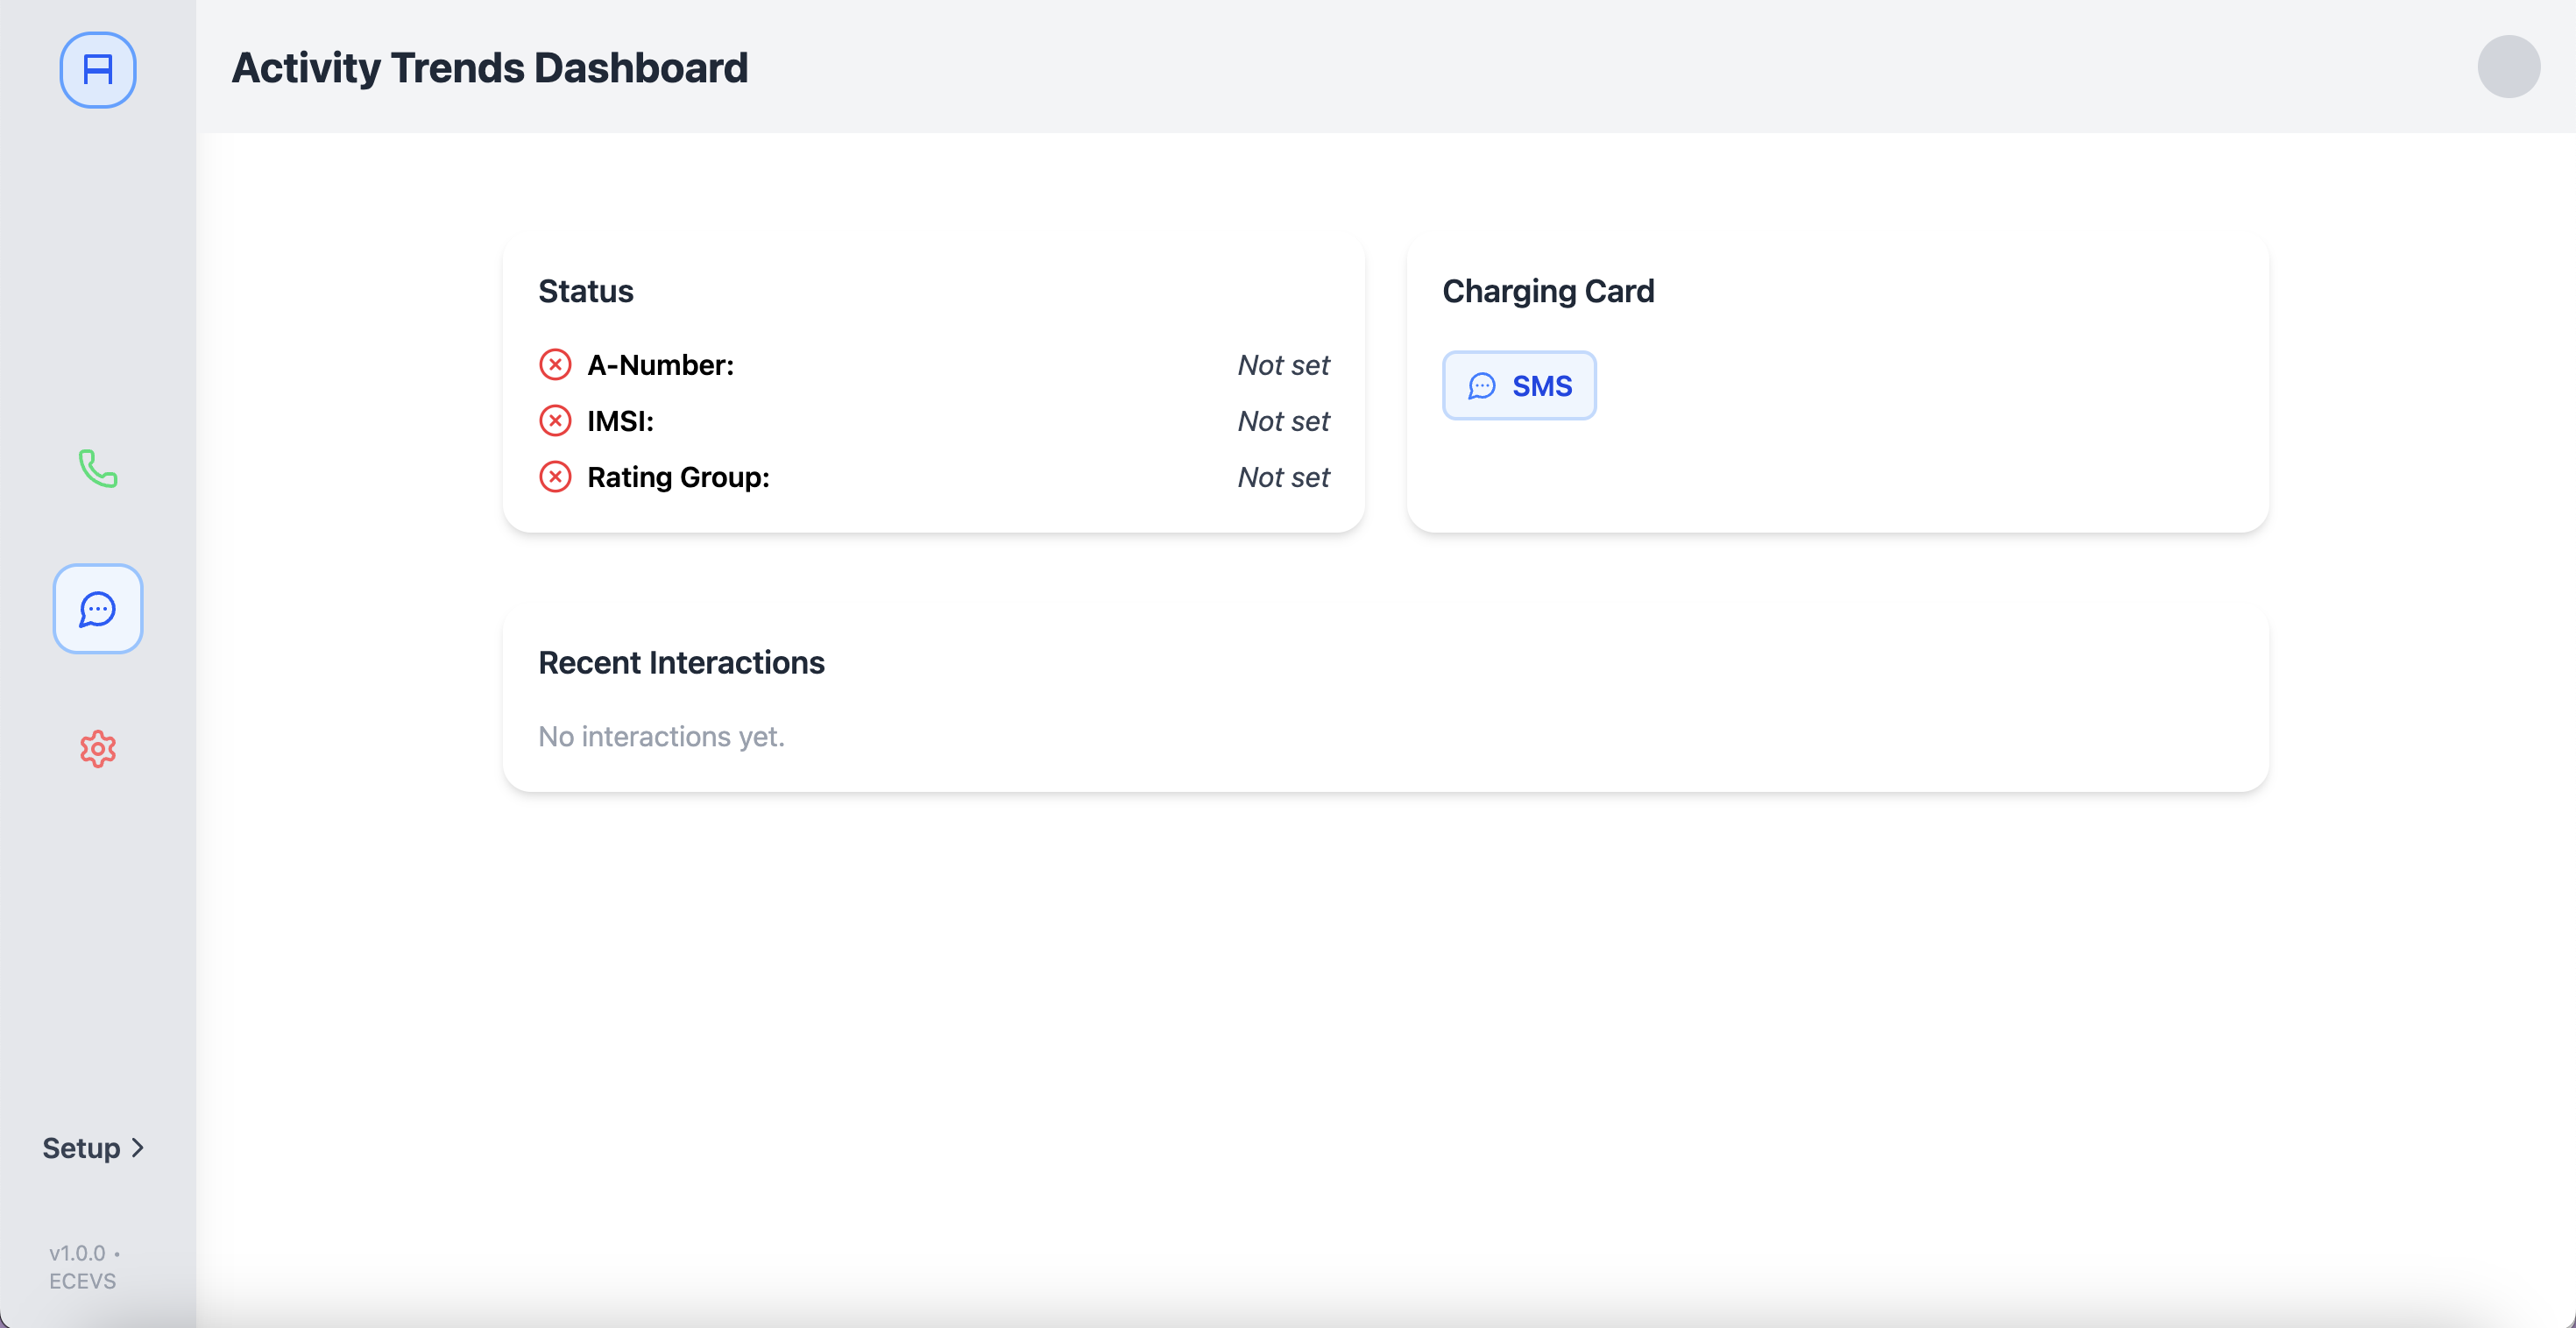 Activity Trends Dashboard
Status
A-Number: Not set
IMSI: Not set
Rating Group: Not set
Charging Card
SMS
Recent Interactions
No interactions yet.
Setup
v1.0.0 •
ECEVS